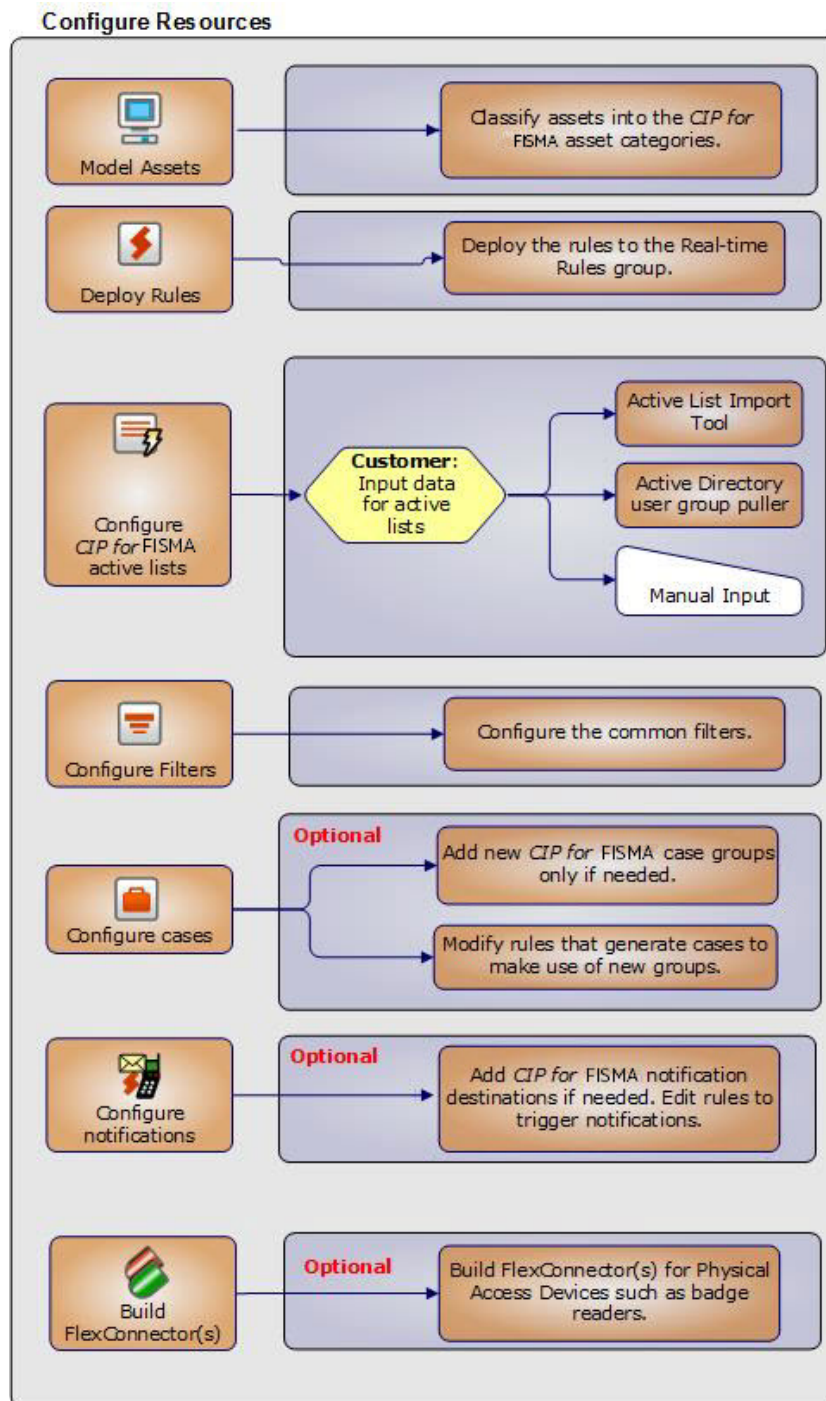 Configure Resources
Model Assets
Classify assets into the CIP for
FISMA asset categories.
Deploy Rules
Deploy the rules to the Real-time
Rules group.
Configure
CIP for FISMA
active lists
Customer:
Input data
for active
lists
Active List Import
Tool
Active Directory
user group puller
Manual Input
Configure Filters
Configure the common filters.
Configure cases
Optional
Add new CIP for FISMA case groups
only if needed.
Modify rules that generate cases to
make use of new groups.
Configure
notifications
Optional
Add CIP for FISMA notification
destinations if needed. Edit rules to
trigger notifications.
Build
FlexConnector(s)
Optional
Build FlexConnector(s) for Physical
Access Devices such as badge
readers.